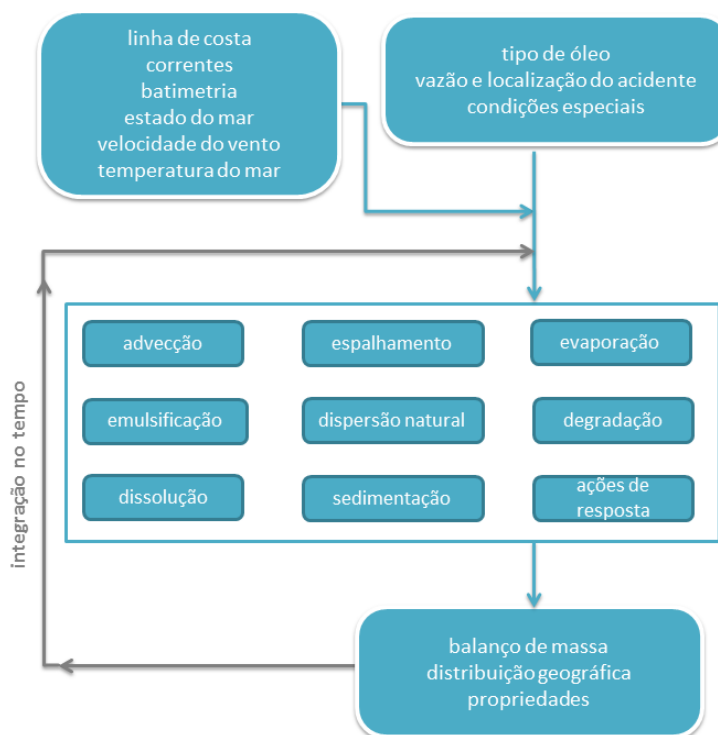 linha de costa
correntes
batimetria
estado do mar
velocidade do vento
temperatura do mar
tipo de óleo
vazão e localização do acidente
condições especiais
advecção
espalhamento
evaporação
emulsificação
dispersão natural
degradação
dissolução
sedimentação
ações de
resposta
integração no tempo
balanço de massa
distribuição geográfica
propriedades